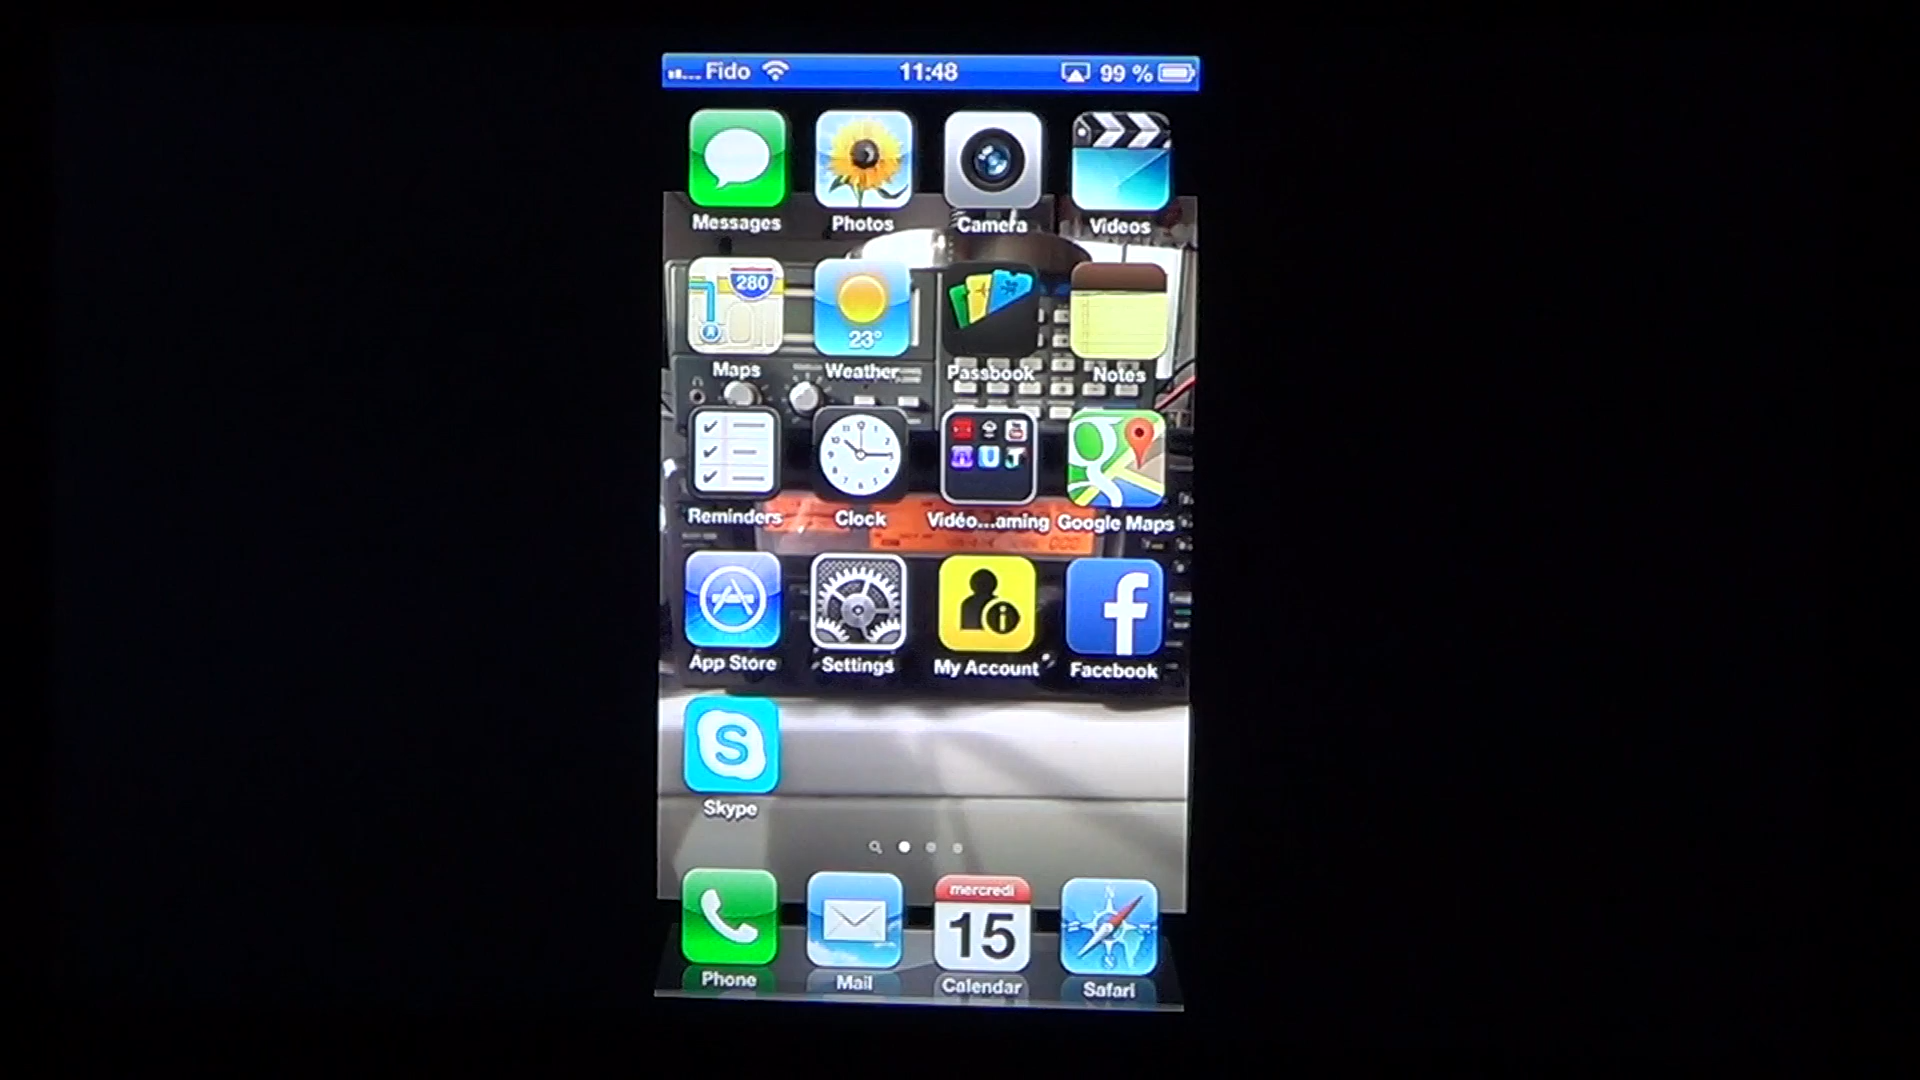 Fido 11:48 99 %
Messages Photos Camera Videos
280
23°
Maps Weather Passbook Notes
Reminders Clock Vidéo...aming Google Maps
App Store Settings My Account Facebook
Skype
mercredi
15
Phone Mail Calendar Safari